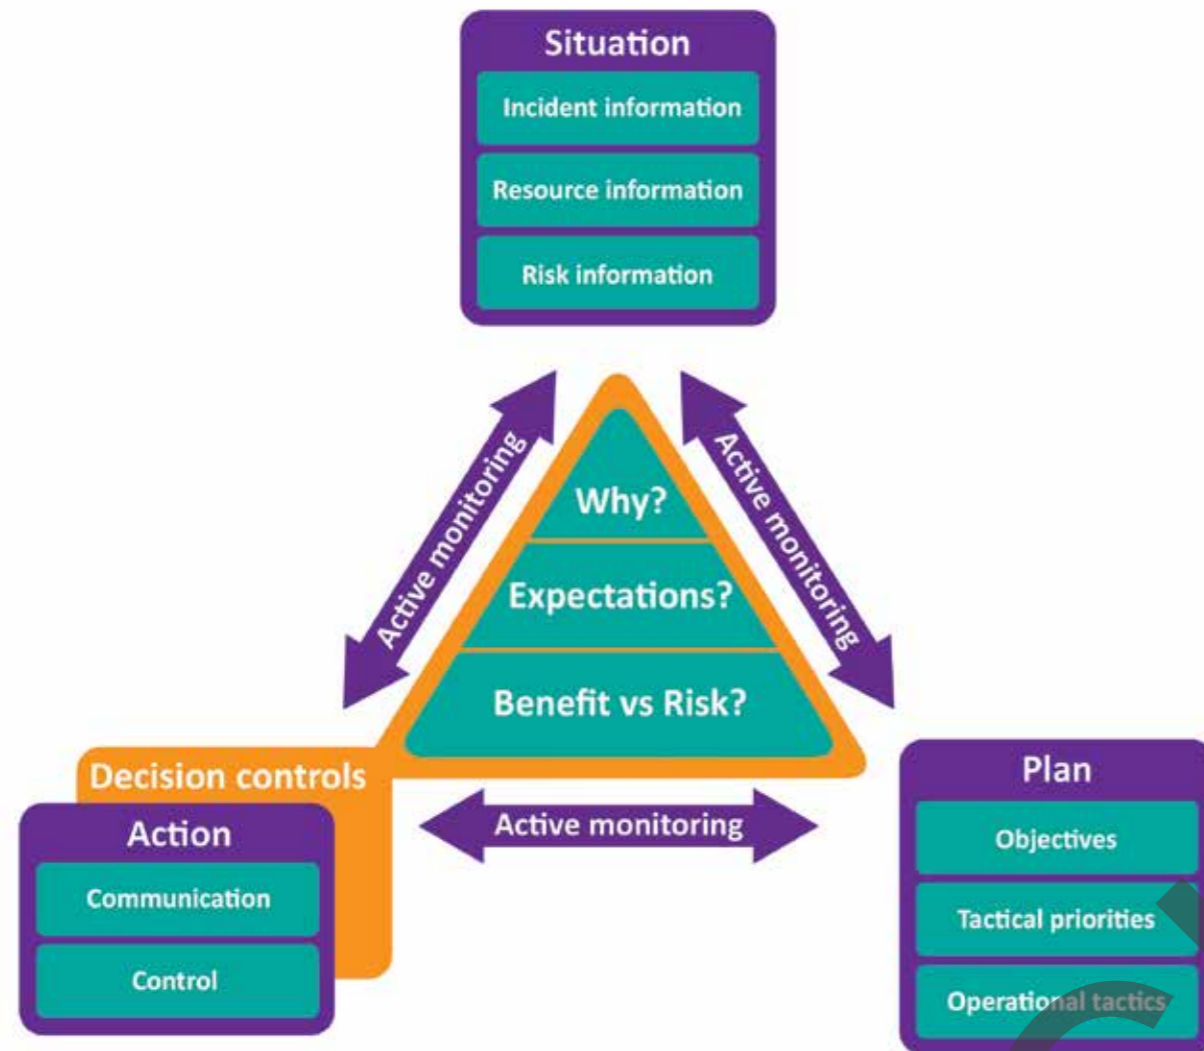 Situation
Incident information
Resource information
Risk information
Active monitoring
Active monitoring
Why?
Expectations?
Benefit vs Risk?
Decision controls
Action
Communication
Control
Active monitoring
Plan
Objectives
Tactical priorities
Operational tactics